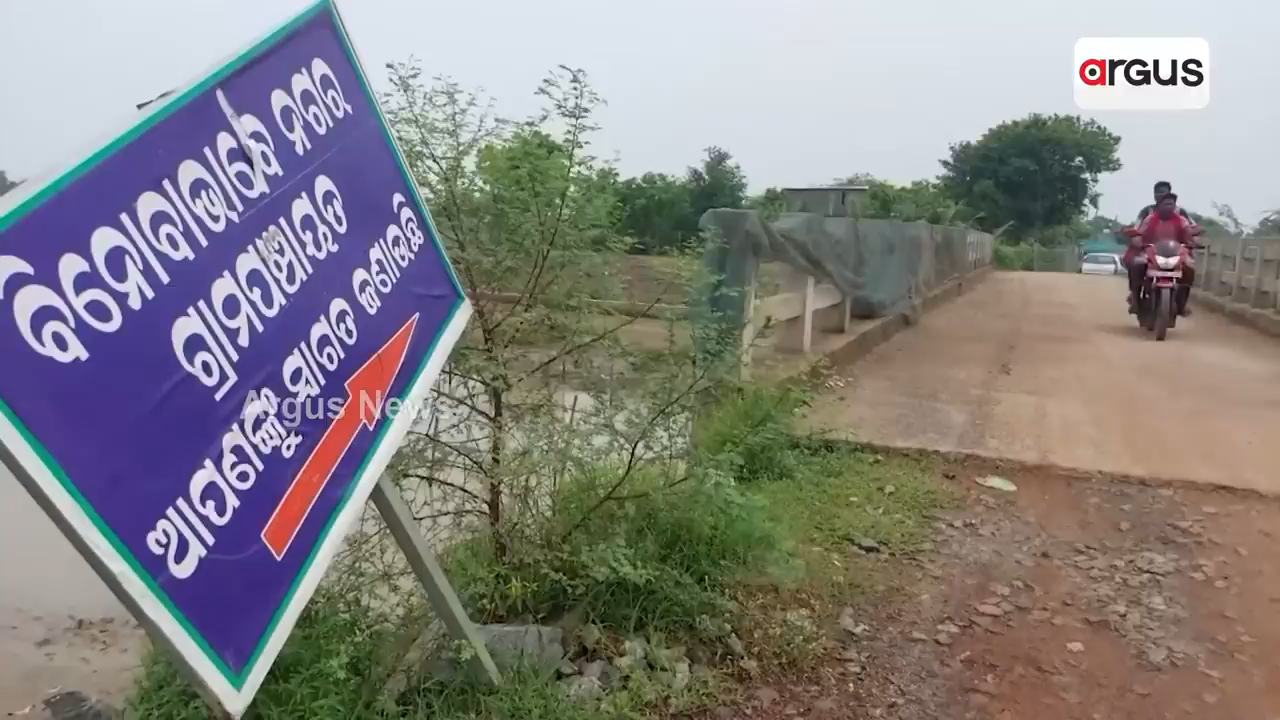 ବିନୋବାଭାବେ ନଗର
ଗ୍ରାମପଞ୍ଚାୟତ
ଆପଣଙ୍କୁ ସ୍ୱାଗତ ଜଣାଉଛି
argus
Argus News